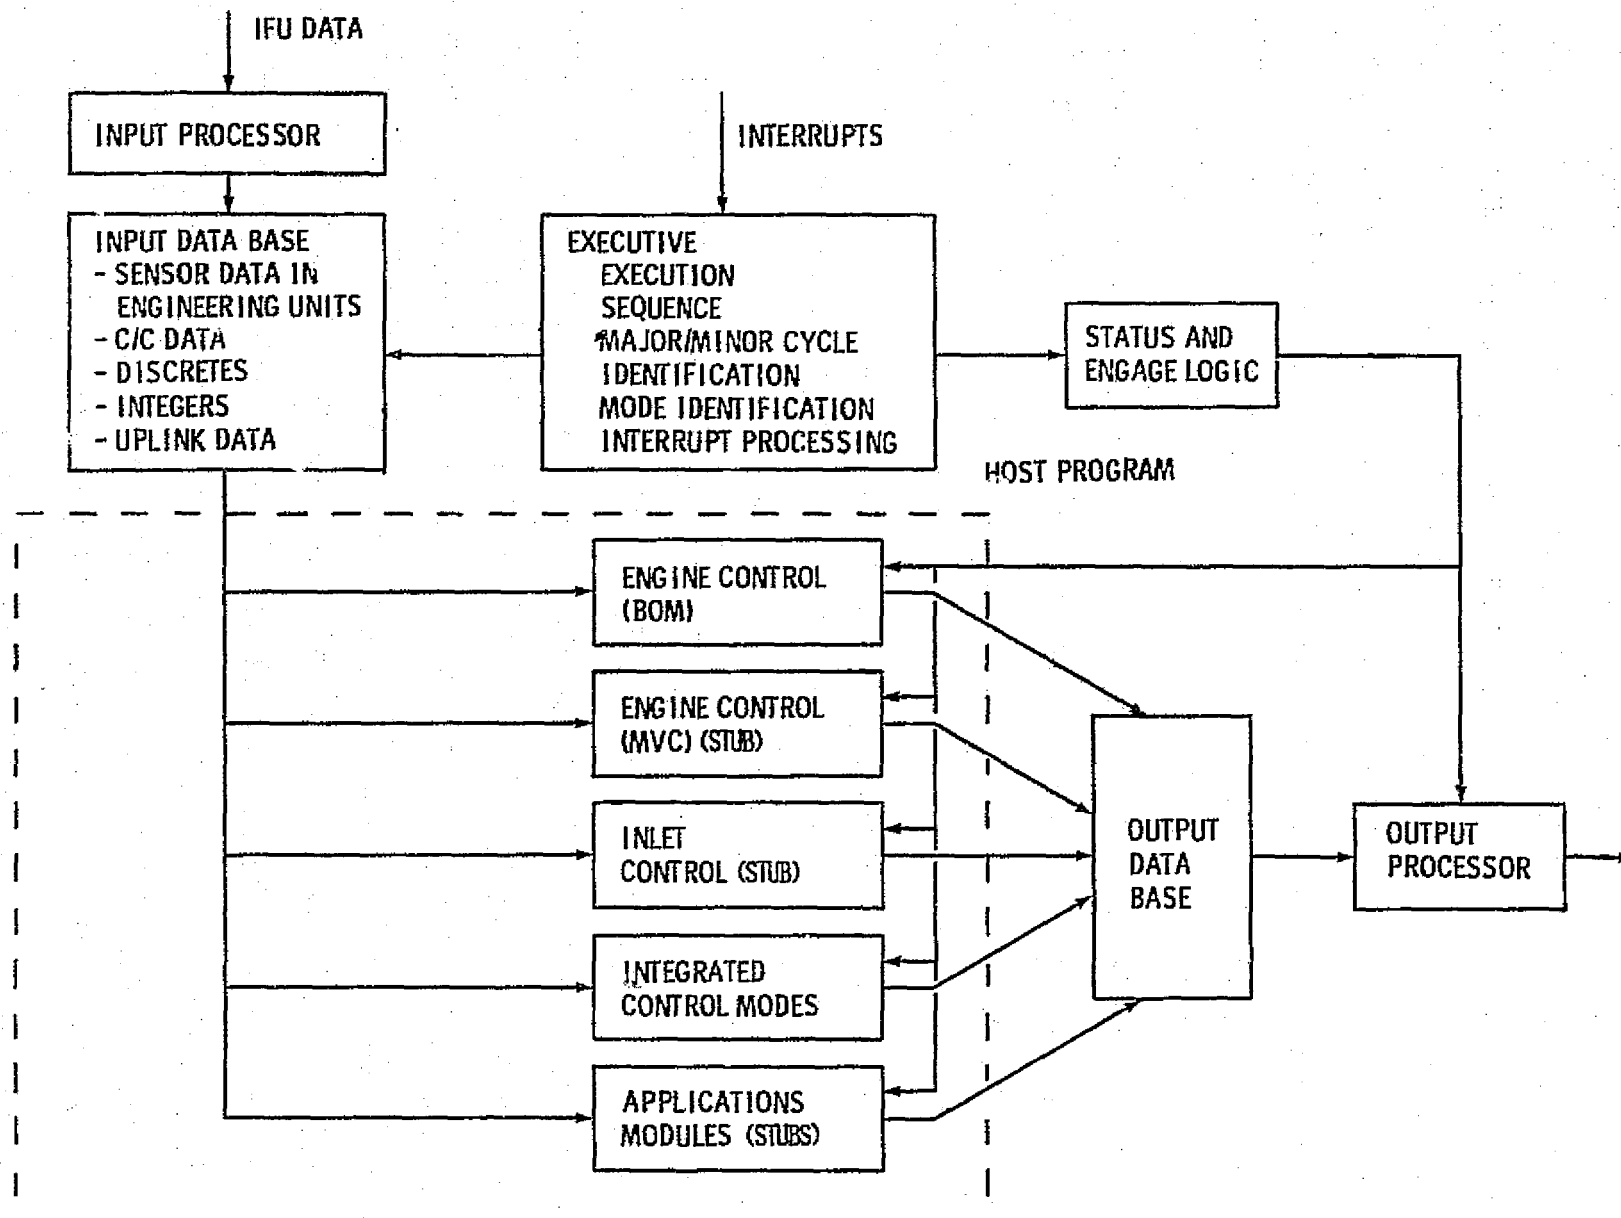 IFU DATA
INPUT PROCESSOR
INTERRUPTS
INPUT DATA BASE
- SENSOR DATA IN
ENGINEERING UNITS
- C/C DATA
- DISCRETES
- INTEGERS
- UPLINK DATA
EXECUTIVE
EXECUTION
SEQUENCE
MAJOR/MINOR CYCLE
IDENTIFICATION
MODE IDENTIFICATION
INTERRUPT PROCESSING
STATUS AND
ENGAGE LOGIC
HOST PROGRAM
ENGINE CONTROL
(BOM)
ENGINE CONTROL
(MVC) (STUB)
INLET
CONTROL (STUB)
INTEGRATED
CONTROL MODES
APPLICATIONS
MODULES (STUBS)
OUTPUT
DATA
BASE
OUTPUT
PROCESSOR